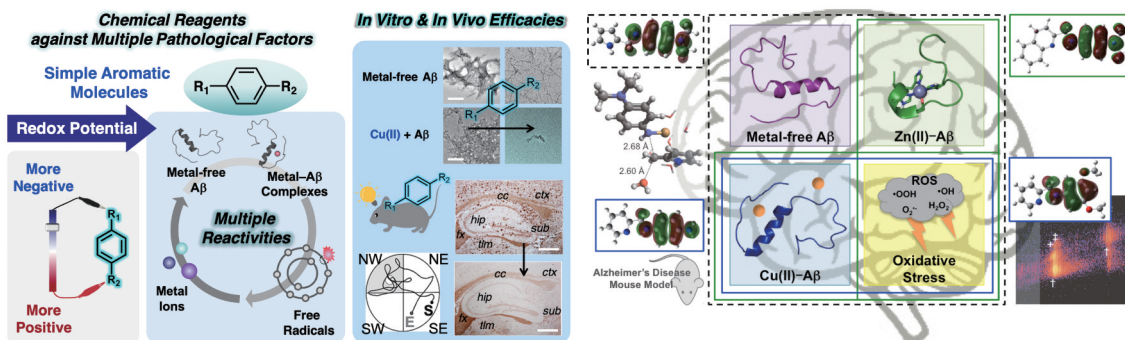 Chemical Reagents
against Multiple Pathological Factors
Simple Aromatic
Molecules
R1
R2
Redox Potential
More
Negative
R1
R2
More
Positive
Metal-free
Aβ
Metal–Aβ
Complexes
Multiple
Reactivities
Metal
Ions
Free
Radicals
In Vitro & In Vivo Efficacies
Metal-free Aβ
R2
R1
Cu(II) + Aβ
R2
R1
?
cc
ctx
hip
sub
fx
tlm
NW
NE
S
E
SW
SE
cc
ctx
hip
sub
fx
tlm
2.68 Å
2.60 Å
Metal-free Aβ
Zn(II)–Aβ
Cu(II)–Aβ
ROS
•OOH
•OH
O2–
H2O2
Oxidative
Stress
Alzheimer's Disease
Mouse Model